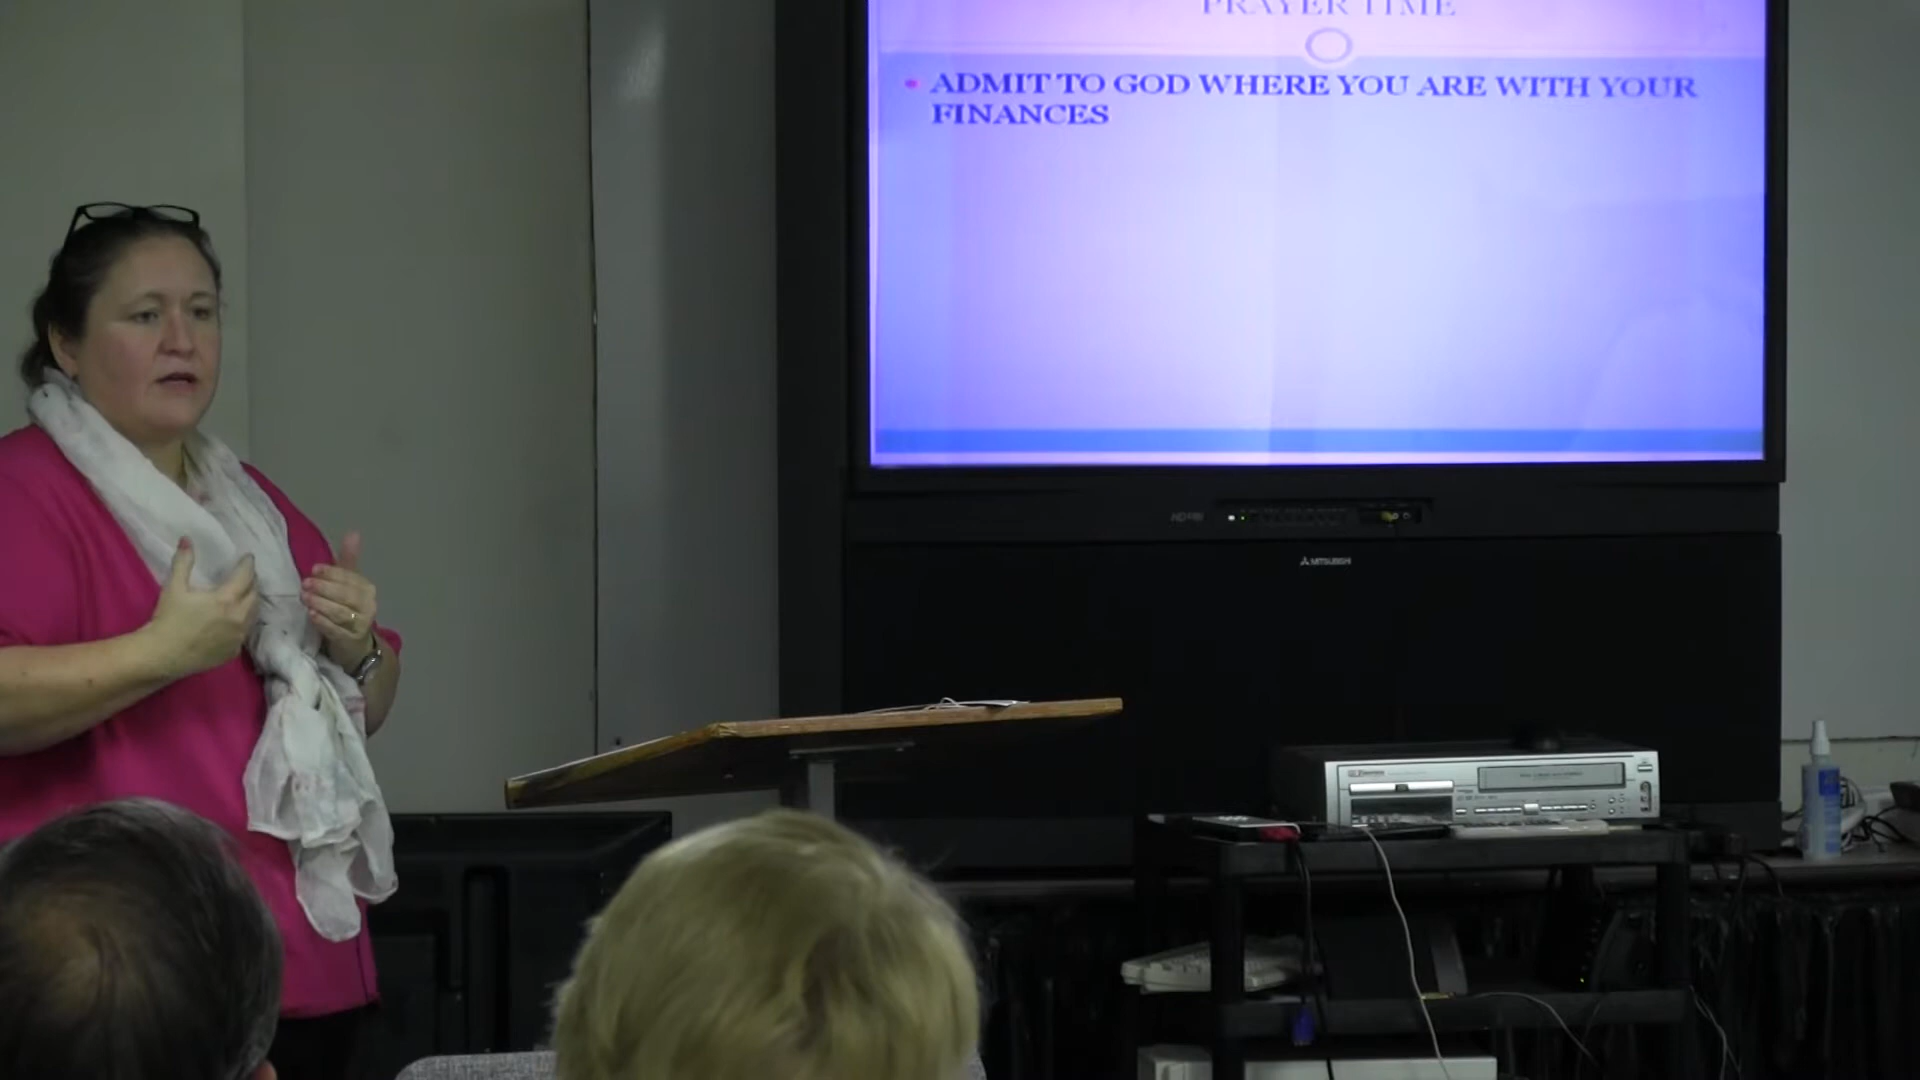 PRAYER TIME
ADMIT TO GOD WHERE YOU ARE WITH YOUR
FINANCES
MITSUBISHI